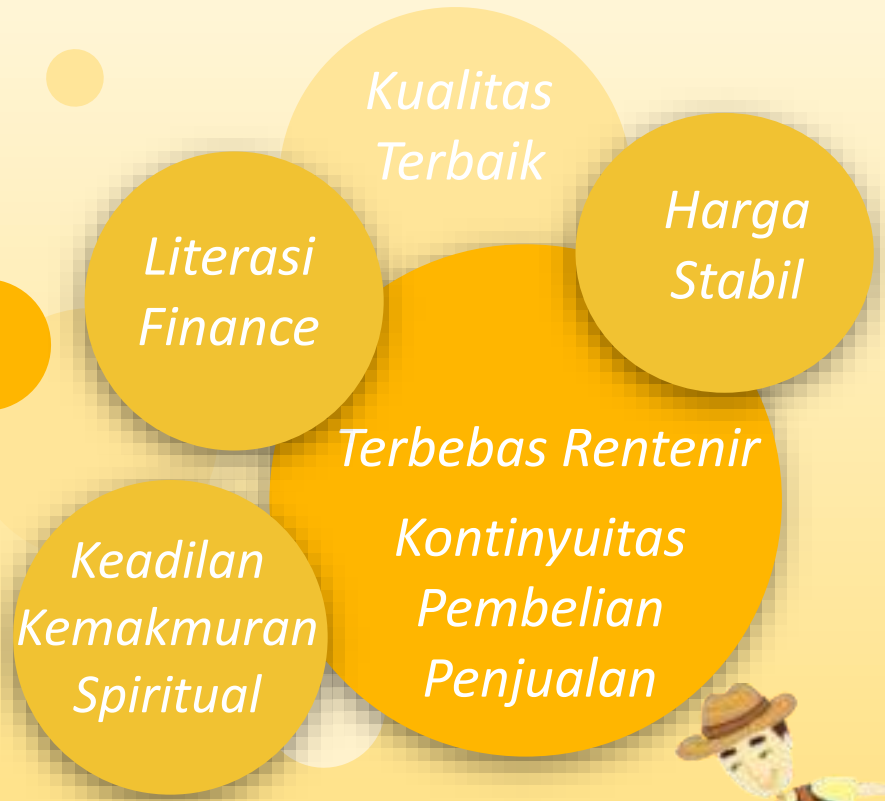 Kualitas
Terbaik
Harga
Stabil
Literasi
Finance
Terbebas Rentenir
Kontinyuitas
Pembelian
Penjualan
Keadilan
Kemakmuran
Spiritual